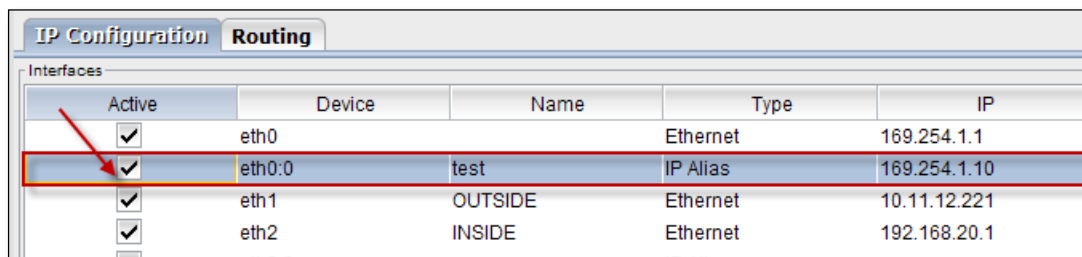 IP Configuration Routing
Interfaces
Active Device Name Type IP
eth0 Ethernet 169.254.1.1
eth0:0 test IP Alias 169.254.1.10
eth1 OUTSIDE Ethernet 10.11.12.221
eth2 INSIDE Ethernet 192.168.20.1